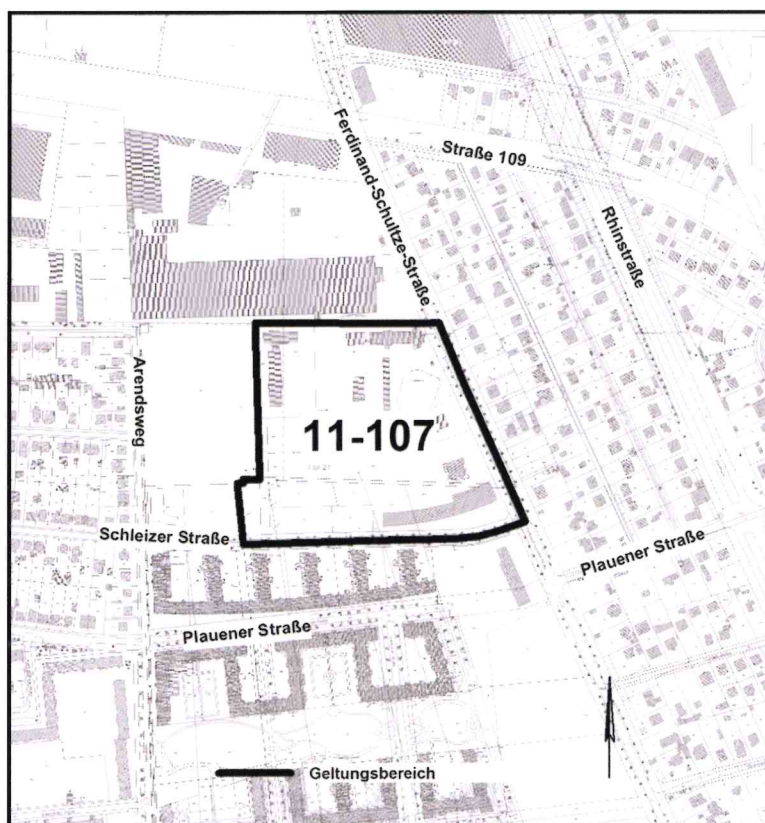 Ferdinand-Schultze-Straße
Straße 109
Rhinstraße
Arendsweg
11-107
Schleizer Straße
Plauener Straße
Plauener Straße
Geltungsbereich